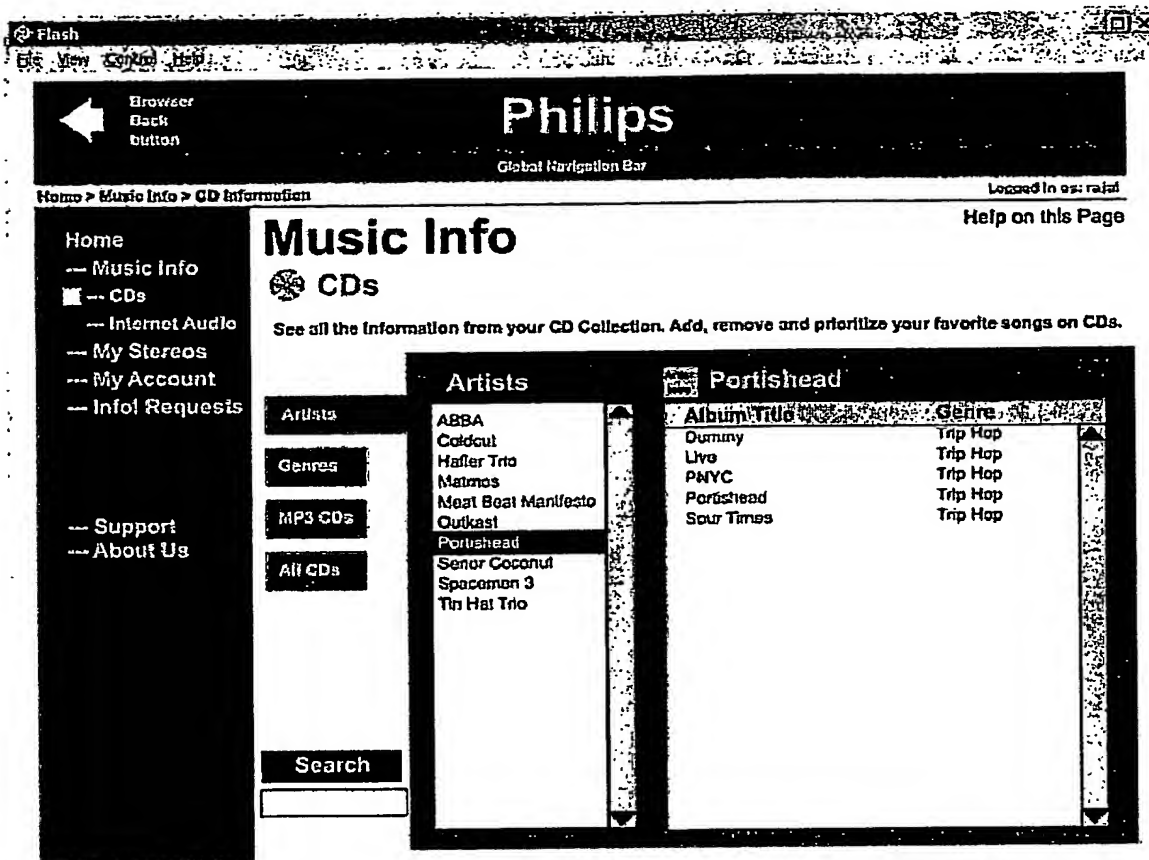 Flash
File View Control Help
Browser
Back
button
Philips
Global Navigation Bar
Home > Music Info > CD Information
Logged in as: rajal
Help on this Page
Home
--- Music Info
--- CDs
--- Internet Audio
--- My Stereos
--- My Account
--- Info! Requests
--- Support
--- About Us
Music Info
CDs
See all the information from your CD Collection. Add, remove and prioritize your favorite songs on CDs.
Artists
Genres
MP3 CDs
All CDs
Search
Artists
ABBA
Coldcut
Hafler Trio
Matmos
Meat Beat Manifesto
Outkast
Portishead
Senor Coconut
Spacemen 3
Tin Hat Trio
Portishead
Album Title Genre
Dummy Trip Hop
Live Trip Hop
PNYC Trip Hop
Portishead Trip Hop
Sour Times Trip Hop